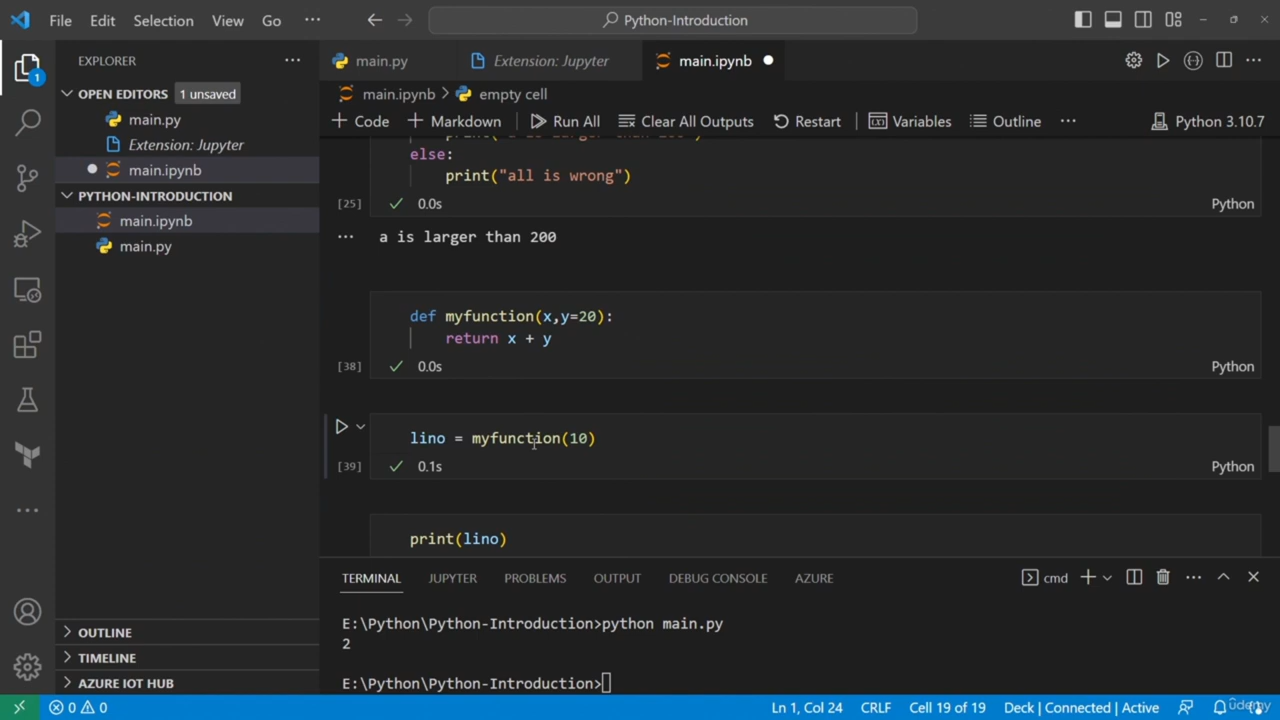 File Edit Selection View Go ··· Python-Introduction
EXPLORER ···
OPEN EDITORS 1 unsaved
main.py
Extension: Jupyter
main.ipynb
PYTHON-INTRODUCTION
main.ipynb
main.py
OUTLINE
TIMELINE
AZURE IOT HUB
1
main.py Extension: Jupyter main.ipynb
main.ipynb > empty cell
+ Code + Markdown Run All Clear All Outputs Restart Variables Outline ··· Python 3.10.7
else:
print("all is wrong")
[25] 0.0s Python
··· a is larger than 200
def myfunction(x,y=20):
return x + y
[38] 0.0s Python
lino = myfunction(10)
[39] 0.1s Python
print(lino)
TERMINAL JUPYTER PROBLEMS OUTPUT DEBUG CONSOLE AZURE cmd
E:\Python\Python-Introduction>python main.py
2
E:\Python\Python-Introduction>
0 0 Ln 1, Col 24 CRLF Cell 19 of 19 Deck | Connected | Active
udemy